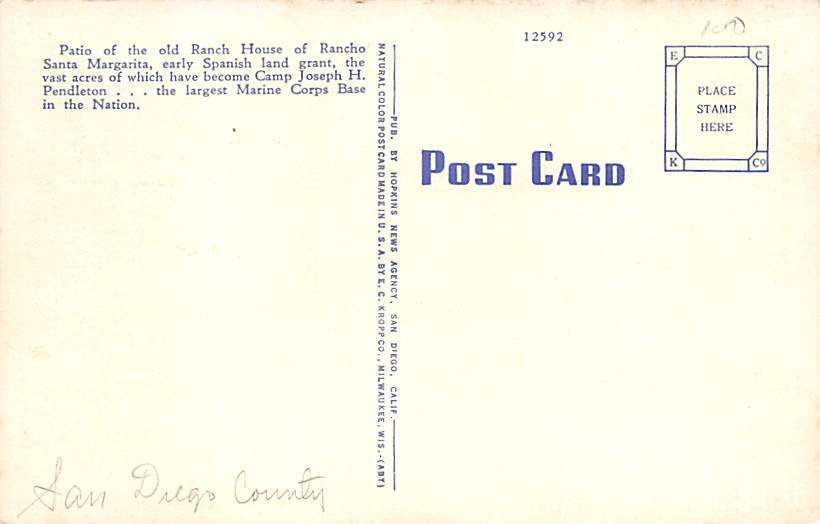 Patio of the old Ranch House of Rancho
Santa Margarita, early Spanish land grant, the
vast acres of which have become Camp Joseph H.
Pendleton . . . the largest Marine Corps Base
in the Nation.
PUB. BY HOPKINS NEWS AGENCY, SAN DIEGO, CALIF.
NATURAL COLOR POST CARD MADE IN U. S. A. BY E. C. KROPP CO., MILWAUKEE, WIS.-(ABY)
12592
POST CARD
E C
PLACE
STAMP
HERE
K Co
San Diego County